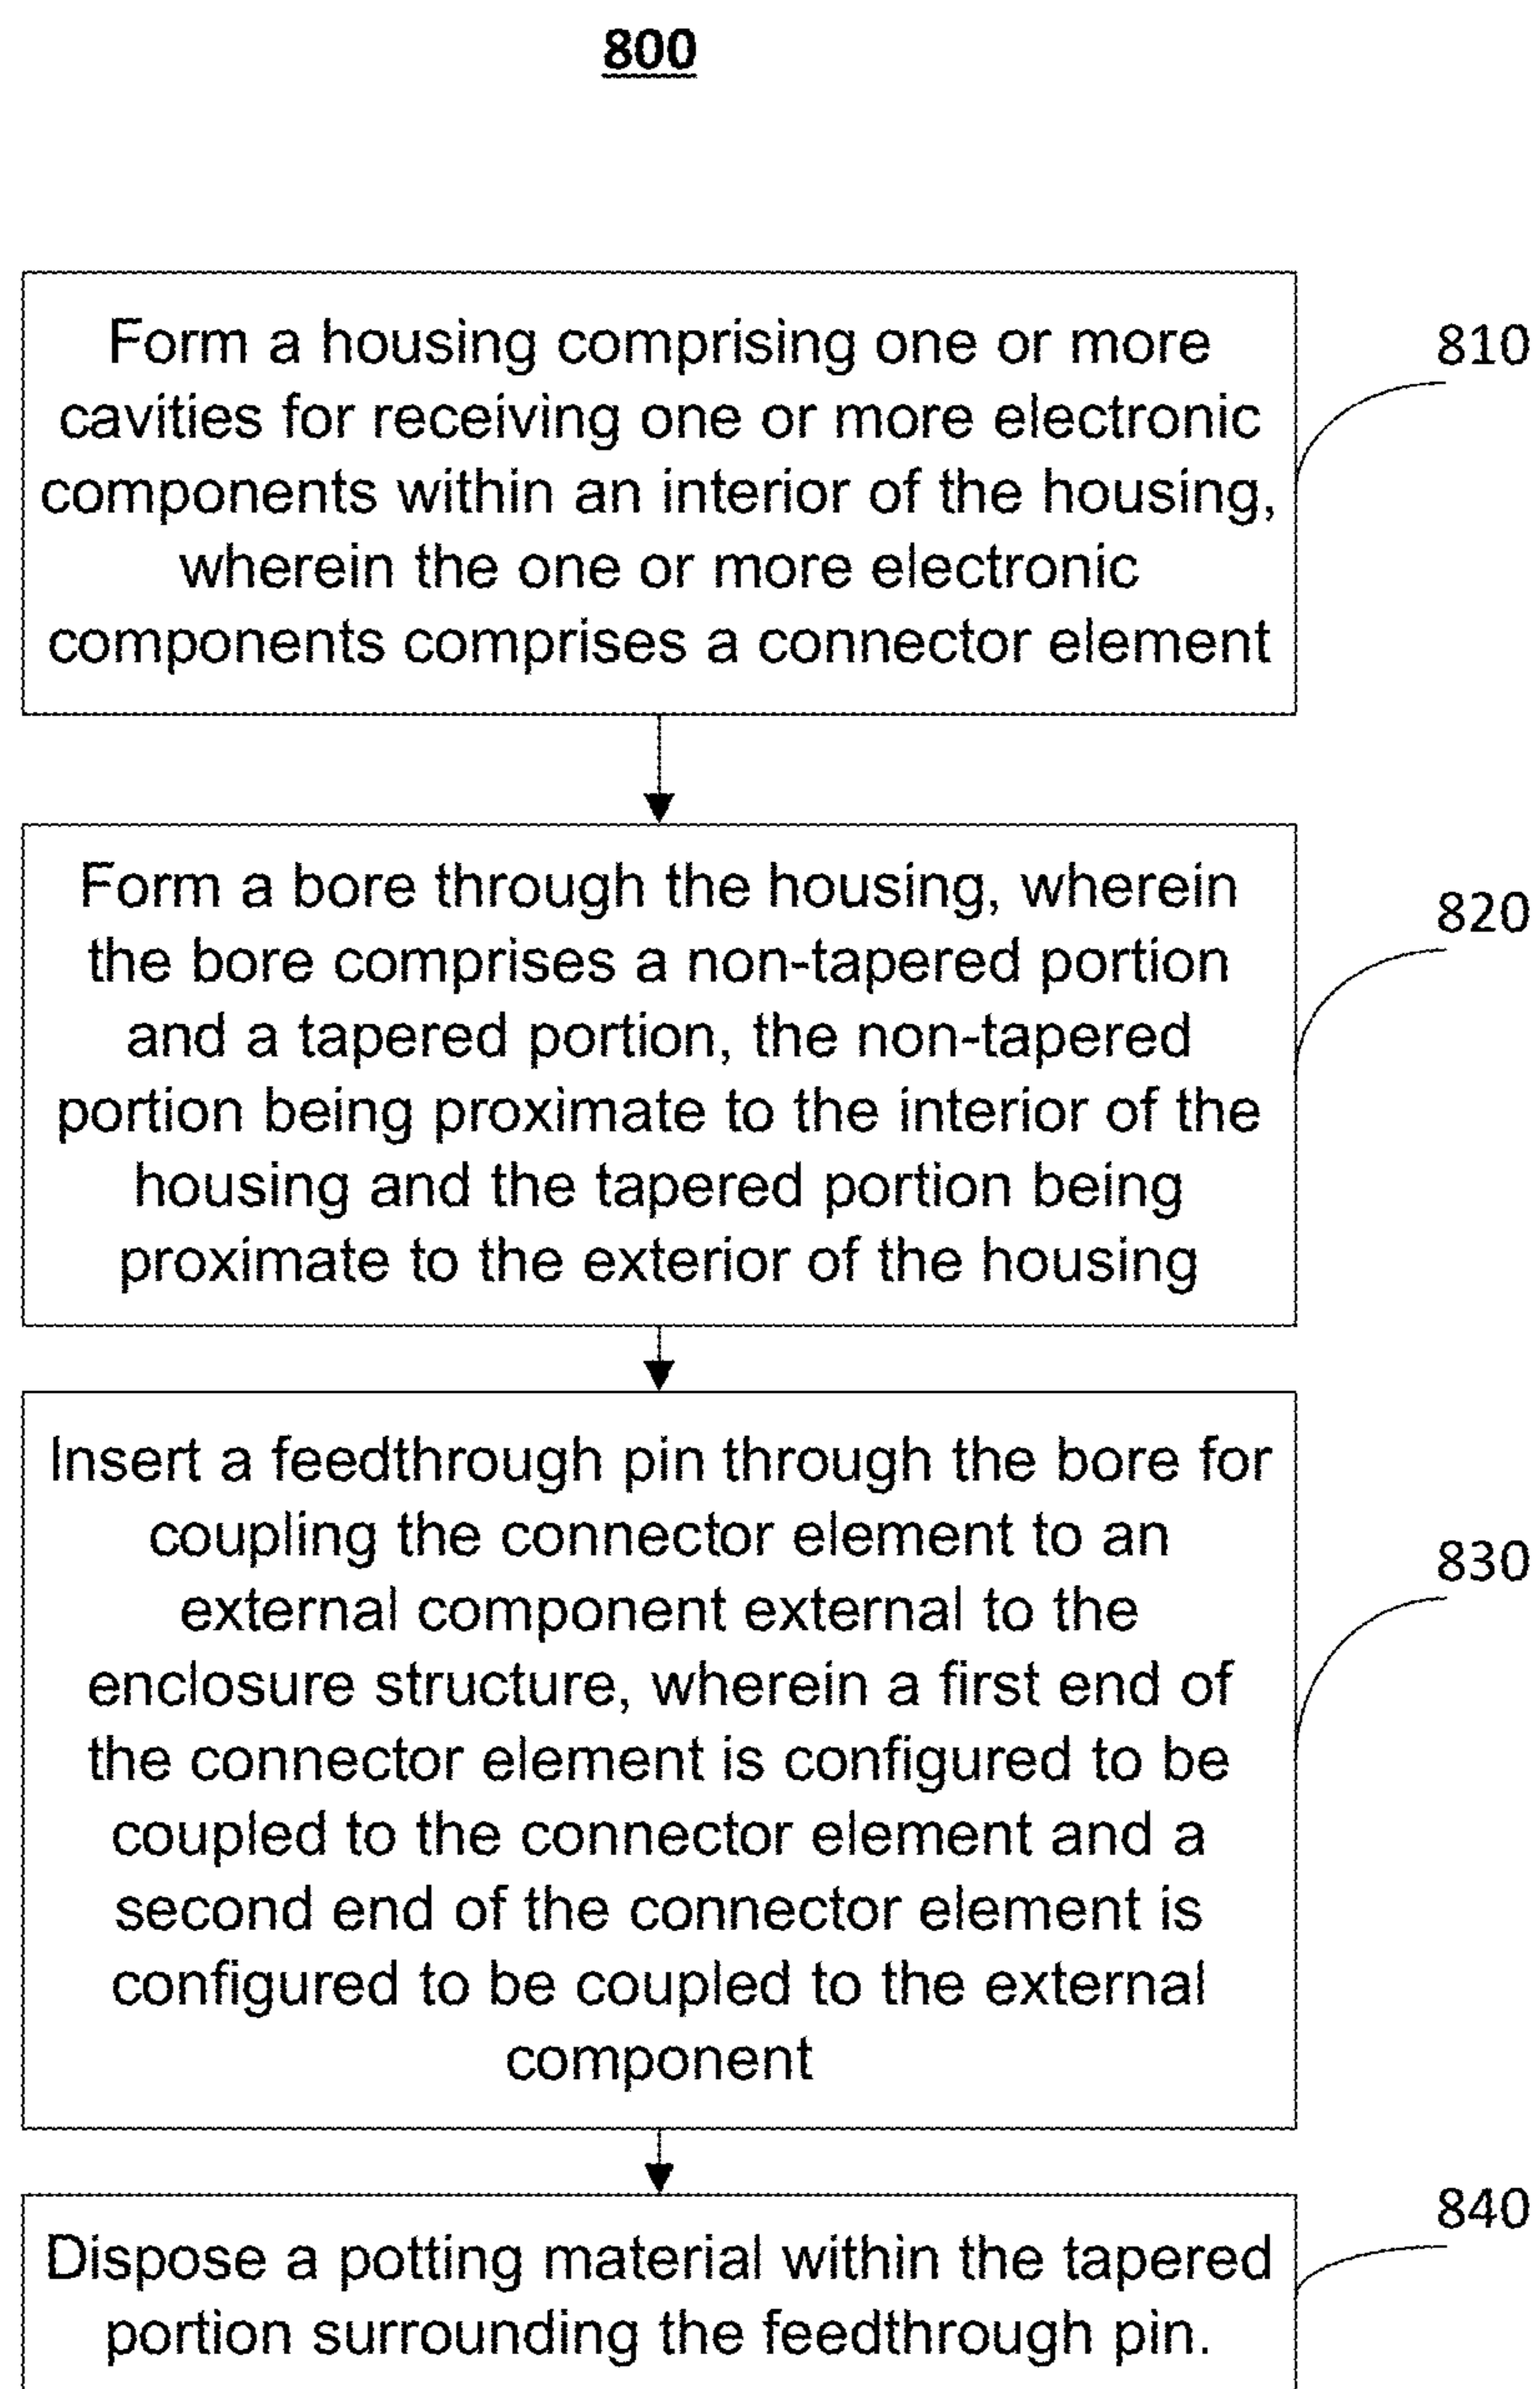 800
Form a housing comprising one or more
cavities for receiving one or more electronic
components within an interior of the housing,
wherein the one or more electronic
components comprises a connector element
810
Form a bore through the housing, wherein
the bore comprises a non-tapered portion
and a tapered portion, the non-tapered
portion being proximate to the interior of the
housing and the tapered portion being
proximate to the exterior of the housing
820
Insert a feedthrough pin through the bore for
coupling the connector element to an
external component external to the
enclosure structure, wherein a first end of
the connector element is configured to be
coupled to the connector element and a
second end of the connector element is
configured to be coupled to the external
component
830
Dispose a potting material within the tapered
portion surrounding the feedthrough pin.
840